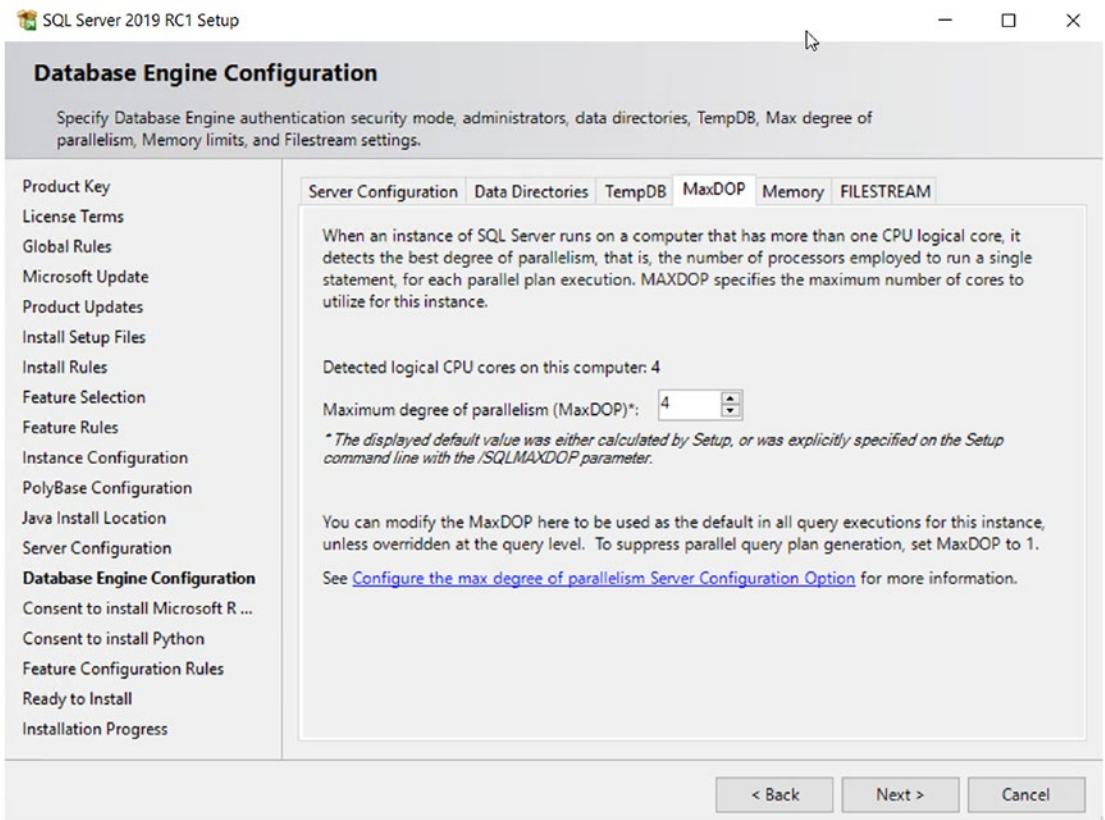 SQL Server 2019 RC1 Setup
Database Engine Configuration
Specify Database Engine authentication security mode, administrators, data directories, TempDB, Max degree of
parallelism, Memory limits, and Filestream settings.
Product Key
License Terms
Global Rules
Microsoft Update
Product Updates
Install Setup Files
Install Rules
Feature Selection
Feature Rules
Instance Configuration
PolyBase Configuration
Java Install Location
Server Configuration
Database Engine Configuration
Consent to install Microsoft R ...
Consent to install Python
Feature Configuration Rules
Ready to Install
Installation Progress
Server Configuration Data Directories TempDB MaxDOP Memory FILESTREAM
When an instance of SQL Server runs on a computer that has more than one CPU logical core, it
detects the best degree of parallelism, that is, the number of processors employed to run a single
statement, for each parallel plan execution. MAXDOP specifies the maximum number of cores to
utilize for this instance.
Detected logical CPU cores on this computer: 4
Maximum degree of parallelism (MaxDOP)*: 4
* The displayed default value was either calculated by Setup, or was explicitly specified on the Setup
command line with the /SQLMAXDOP parameter.
You can modify the MaxDOP here to be used as the default in all query executions for this instance,
unless overridden at the query level. To suppress parallel query plan generation, set MaxDOP to 1.
See Configure the max degree of parallelism Server Configuration Option for more information.
< Back Next > Cancel